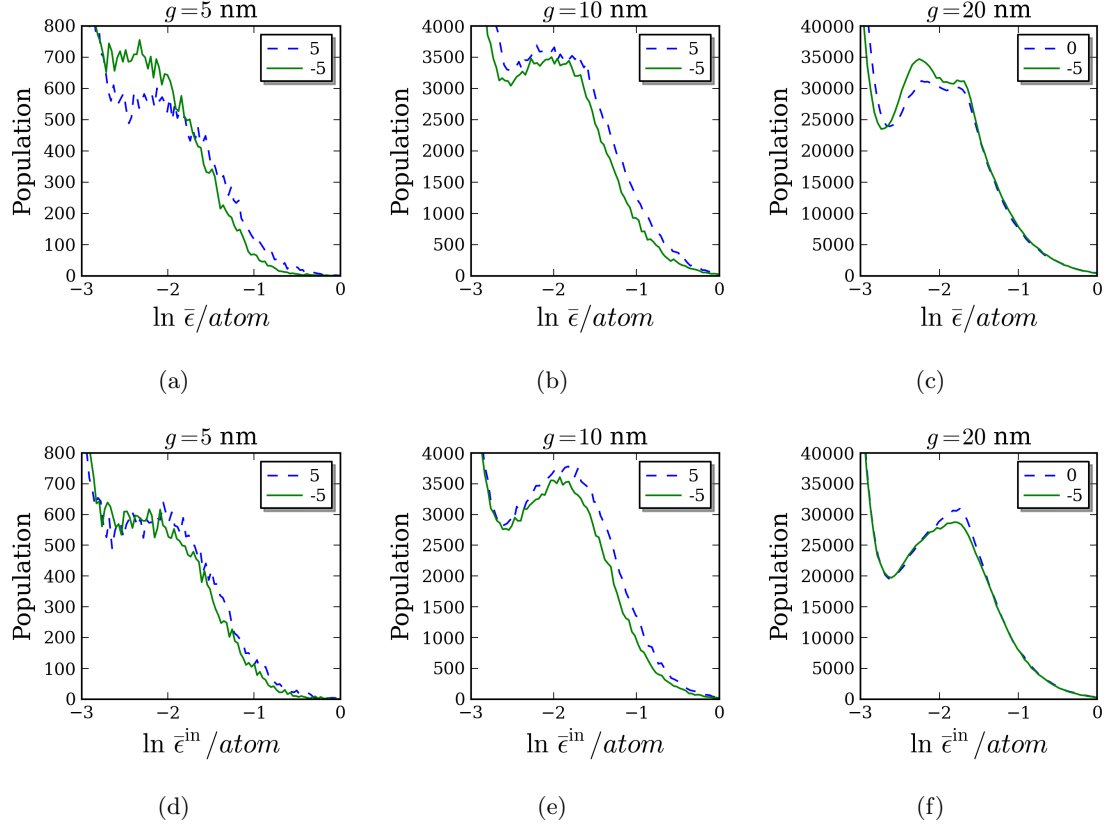 g=5 nm
800
700
600
500
400
300
200
100
0
Population
5
-5
−3 −2 −1 0
ln ε̄/atom
(a)
g=10 nm
4000
3500
3000
2500
2000
1500
1000
500
0
Population
5
-5
−3 −2 −1 0
ln ε̄/atom
(b)
g=20 nm
40000
35000
30000
25000
20000
15000
10000
5000
0
Population
0
-5
−3 −2 −1 0
ln ε̄/atom
(c)
g=5 nm
800
700
600
500
400
300
200
100
0
Population
5
-5
−3 −2 −1 0
ln ε̄ⁱⁿ/atom
(d)
g=10 nm
4000
3500
3000
2500
2000
1500
1000
500
0
Population
5
-5
−3 −2 −1 0
ln ε̄ⁱⁿ/atom
(e)
g=20 nm
40000
35000
30000
25000
20000
15000
10000
5000
0
Population
0
-5
−3 −2 −1 0
ln ε̄ⁱⁿ/atom
(f)